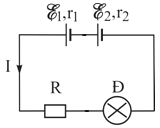 ℰ₁,r₁ ℰ₂,r₂
I
R Đ